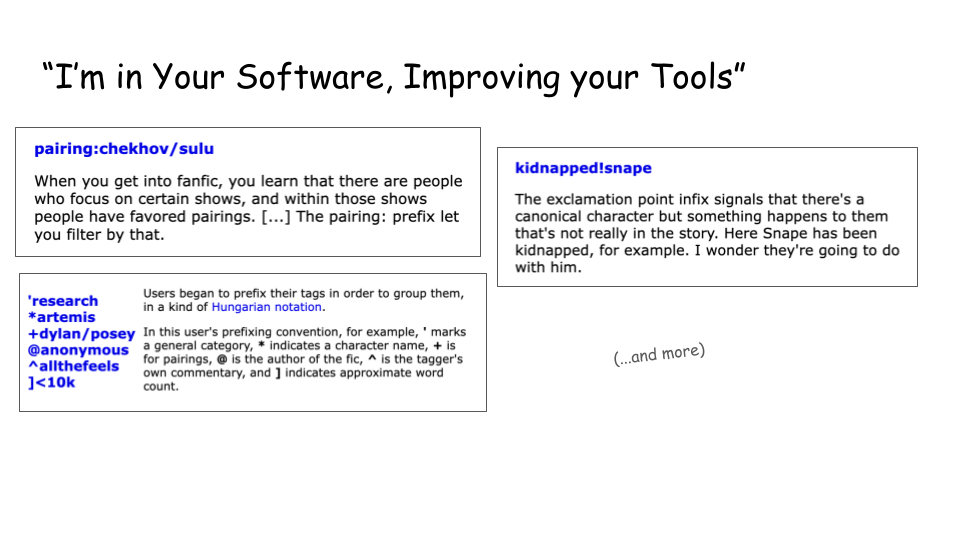 “I’m in Your Software, Improving your Tools”
pairing:chekhov/sulu
When you get into fanfic, you learn that there are people
who focus on certain shows, and within those shows
people have favored pairings. [...] The pairing: prefix let
you filter by that.
kidnapped!snape
The exclamation point infix signals that there's a
canonical character but something happens to them
that's not really in the story. Here Snape has been
kidnapped, for example. I wonder they're going to do
with him.
'research
*artemis
+dylan/posey
@anonymous
^allthefeels
]<10k
Users began to prefix their tags in order to group them,
in a kind of Hungarian notation.
In this user's prefixing convention, for example, ' marks
a general category, * indicates a character name, + is
for pairings, @ is the author of the fic, ^ is the tagger's
own commentary, and ] indicates approximate word
count.
(...and more)